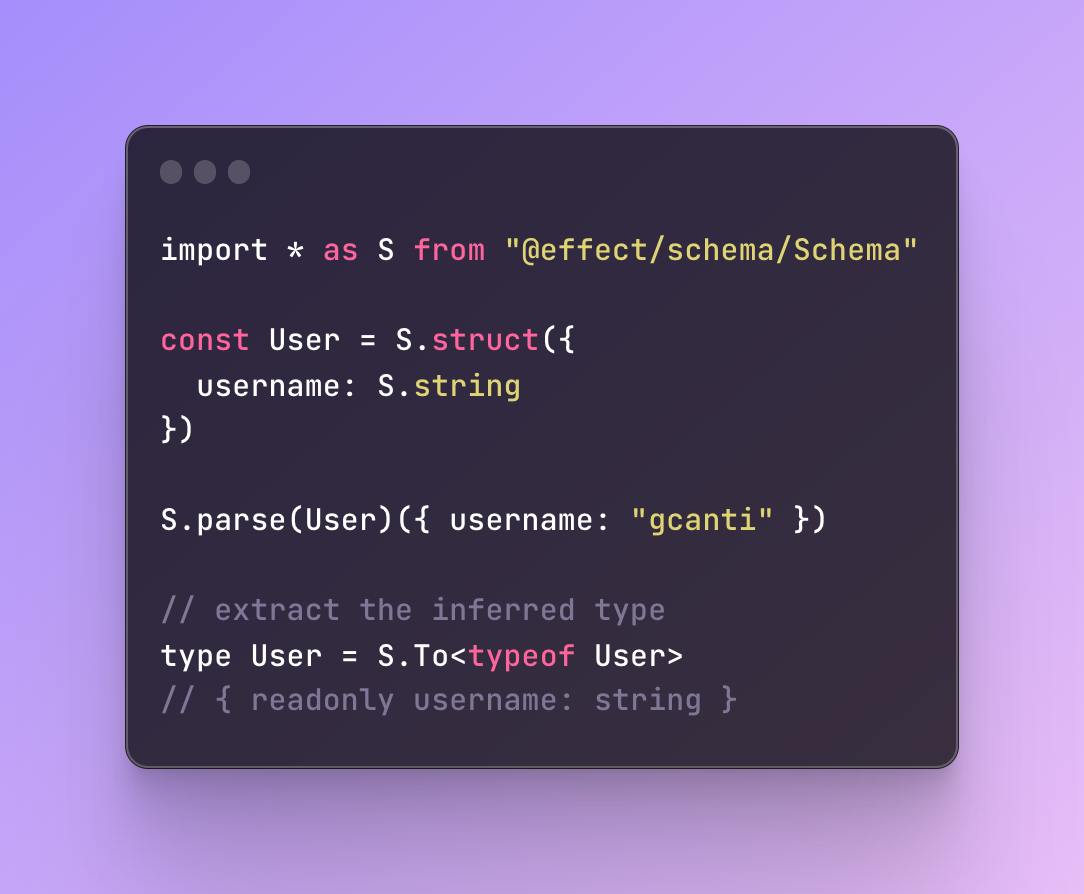 import * as S from "@effect/schema/Schema"
const User = S.struct({
  username: S.string
})
S.parse(User)({ username: "gcanti" })
// extract the inferred type
type User = S.To<typeof User>
// { readonly username: string }